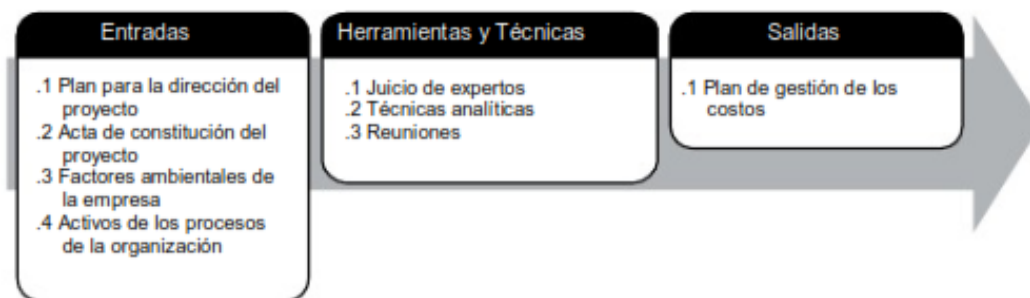 Entradas
.1 Plan para la dirección del
proyecto
.2 Acta de constitución del
proyecto
.3 Factores ambientales de
la empresa
.4 Activos de los procesos
de la organización
Herramientas y Técnicas
.1 Juicio de expertos
.2 Técnicas analíticas
.3 Reuniones
Salidas
.1 Plan de gestión de los
costos